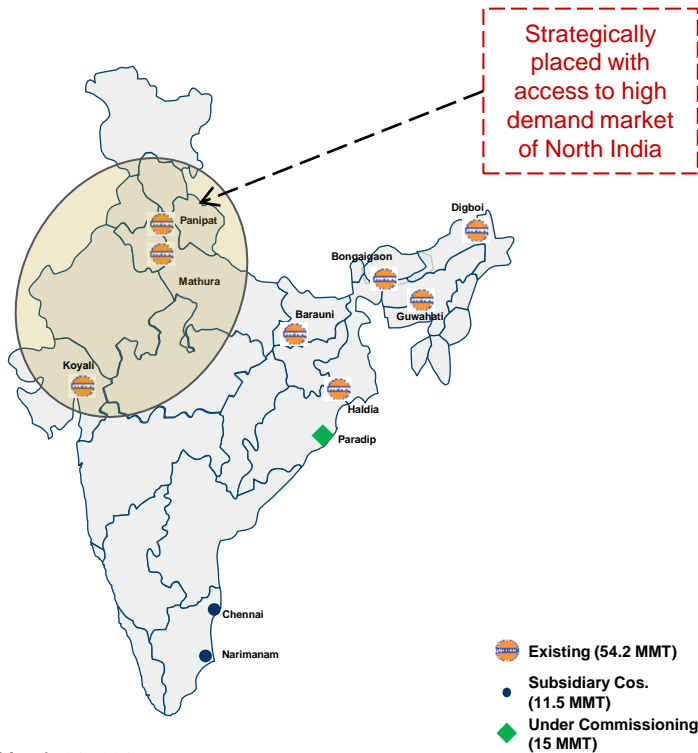 Strategically
placed with
access to high
demand market
of North India
Digboi
Panipat
Bongaigaon
Mathura
Guwahati
Barauni
Koyali
Haldia
Paradip
Chennai
Narimanam
Existing (54.2 MMT)
Subsidiary Cos.
(11.5 MMT)
Under Commissioning
(15 MMT)